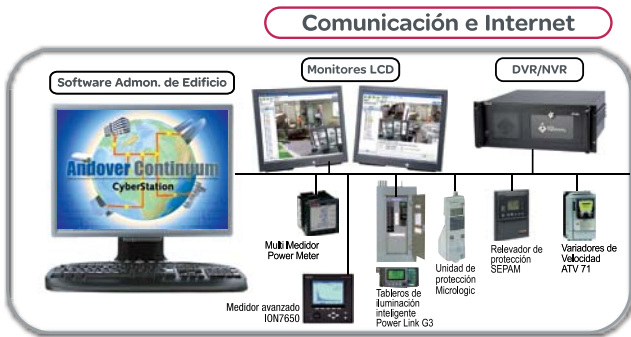 Comunicación e Internet
Software Admon. de Edificio
Monitores LCD
DVR/NVR
Andover Continuum
CyberStation
Multi Medidor
Power Meter
Medidor avanzado
ION7650
Tableros de
iluminación
inteligente
Power Link G3
Unidad de
protección
Micrologic
Relevador de
protección
SEPAM
Variadores de
Velocidad
ATV 71